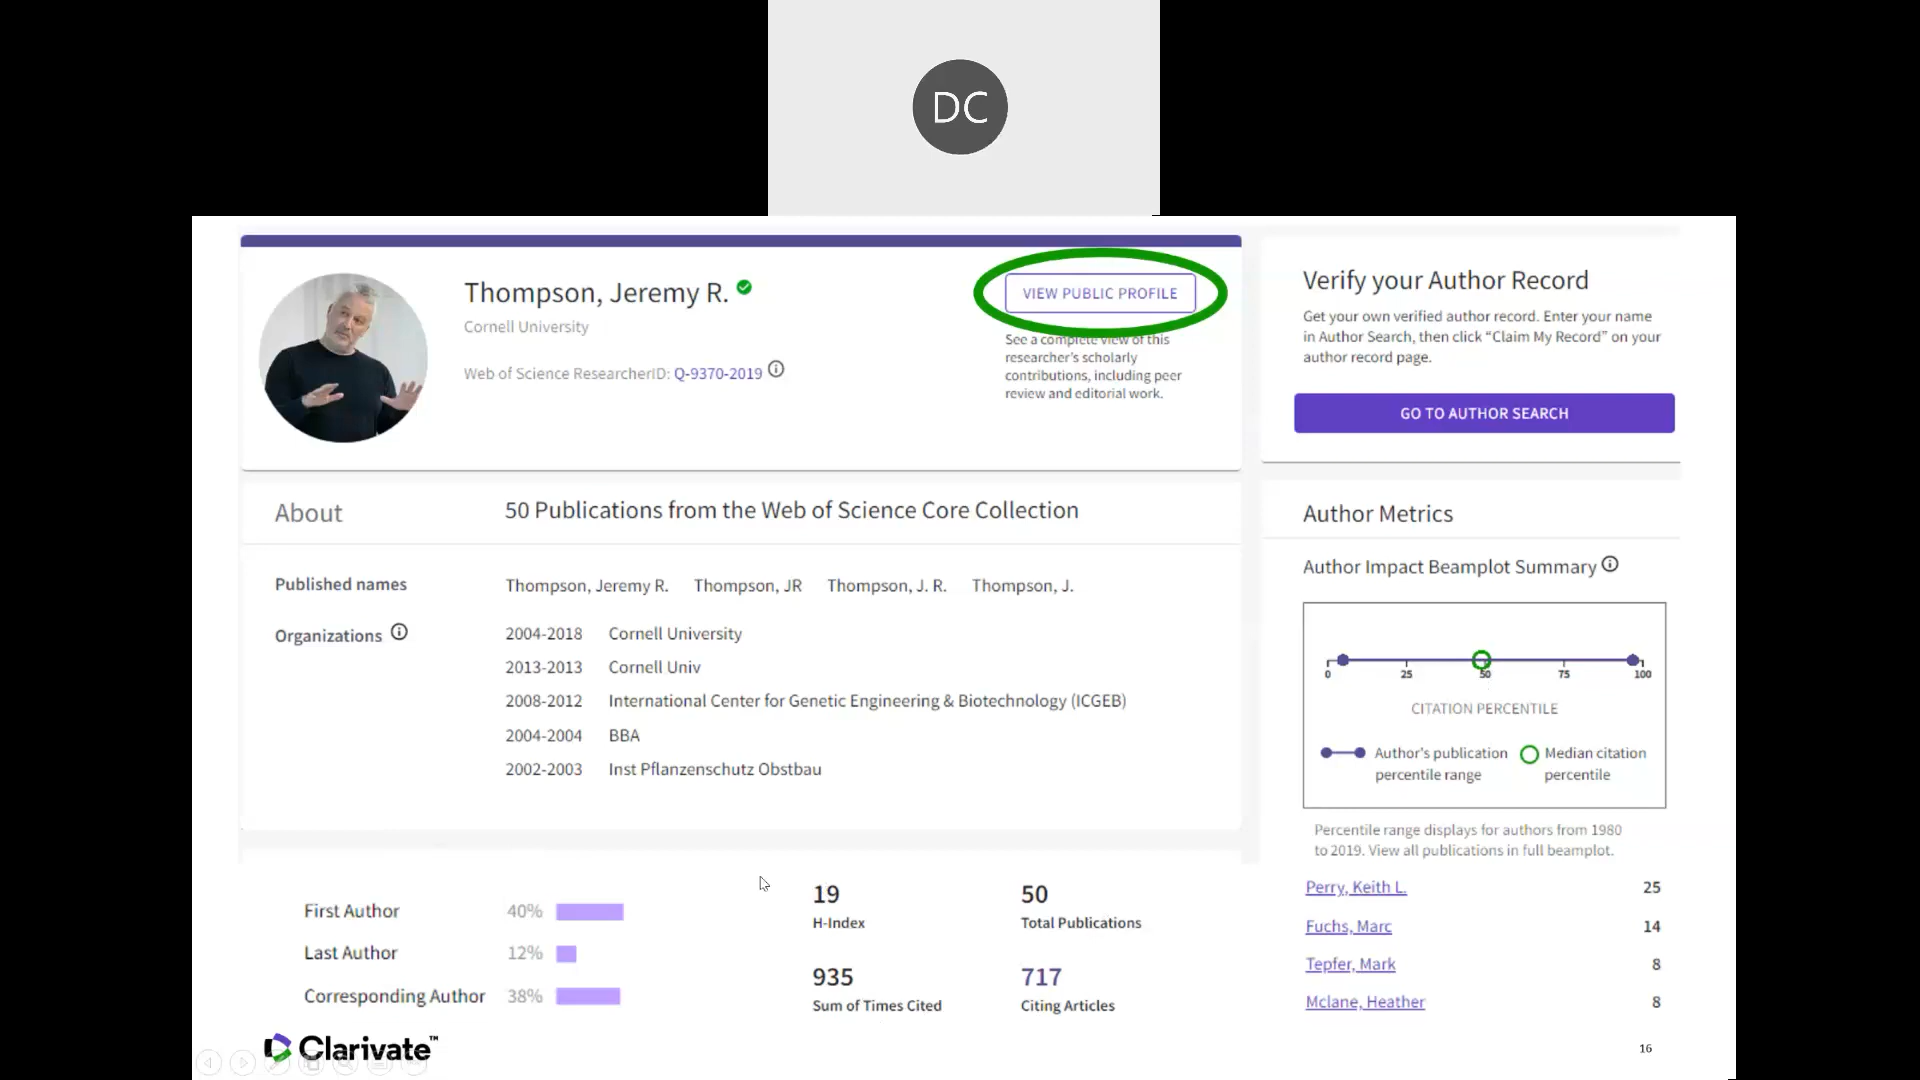 DC
Thompson, Jeremy R.
Cornell University
Web of Science ResearcherID: Q-9370-2019
VIEW PUBLIC PROFILE
See a complete view of this
researcher's scholarly
contributions, including peer
review and editorial work.
Verify your Author Record
Get your own verified author record. Enter your name
in Author Search, then click “Claim My Record” on your
author record page.
GO TO AUTHOR SEARCH
About
50 Publications from the Web of Science Core Collection
Published names
Thompson, Jeremy R. Thompson, JR Thompson, J. R. Thompson, J.
Organizations
2004-2018 Cornell University
2013-2013 Cornell Univ
2008-2012 International Center for Genetic Engineering & Biotechnology (ICGEB)
2004-2004 BBA
2002-2003 Inst Pflanzenschutz Obstbau
Author Metrics
Author Impact Beamplot Summary
0 25 50 75 100
CITATION PERCENTILE
Author's publication
percentile range
Median citation
percentile
Percentile range displays for authors from 1980
to 2019. View all publications in full beamplot.
First Author 40%
Last Author 12%
Corresponding Author 38%
19
H-Index
50
Total Publications
935
Sum of Times Cited
717
Citing Articles
Perry, Keith L. 25
Fuchs, Marc 14
Tepfer, Mark 8
Mclane, Heather 8
Clarivate™
16